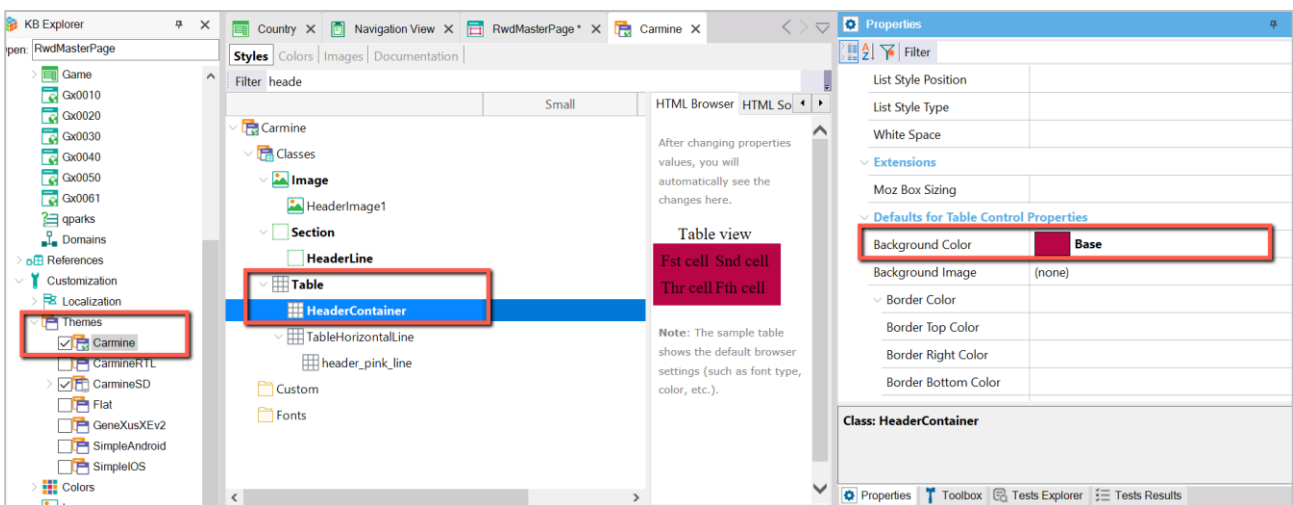 KB Explorer
Open: RwdMasterPage
Game
Gx0010
Gx0020
Gx0030
Gx0040
Gx0050
Gx0061
qparks
Domains
References
Customization
Localization
Themes
Carmine
CarmineRTL
CarmineSD
Flat
GeneXusXEv2
SimpleAndroid
SimpleIOS
Colors
Country
Navigation View
RwdMasterPage *
Carmine
Styles Colors Images Documentation
Filter heade
Small
Carmine
Classes
Image
HeaderImage1
Section
HeaderLine
Table
HeaderContainer
TableHorizontalLine
header_pink_line
Custom
Fonts
HTML Browser HTML So
After changing properties
values, you will
automatically see the
changes here.
Table view
Fst cell Snd cell
Thr cell Fth cell
Note: The sample table
shows the default browser
settings (such as font type,
color, etc.).
Properties
Filter
List Style Position
List Style Type
White Space
Extensions
Moz Box Sizing
Defaults for Table Control Properties
Background Color Base
Background Image (none)
Border Color
Border Top Color
Border Right Color
Border Bottom Color
Class: HeaderContainer
Properties Toolbox Tests Explorer Tests Results